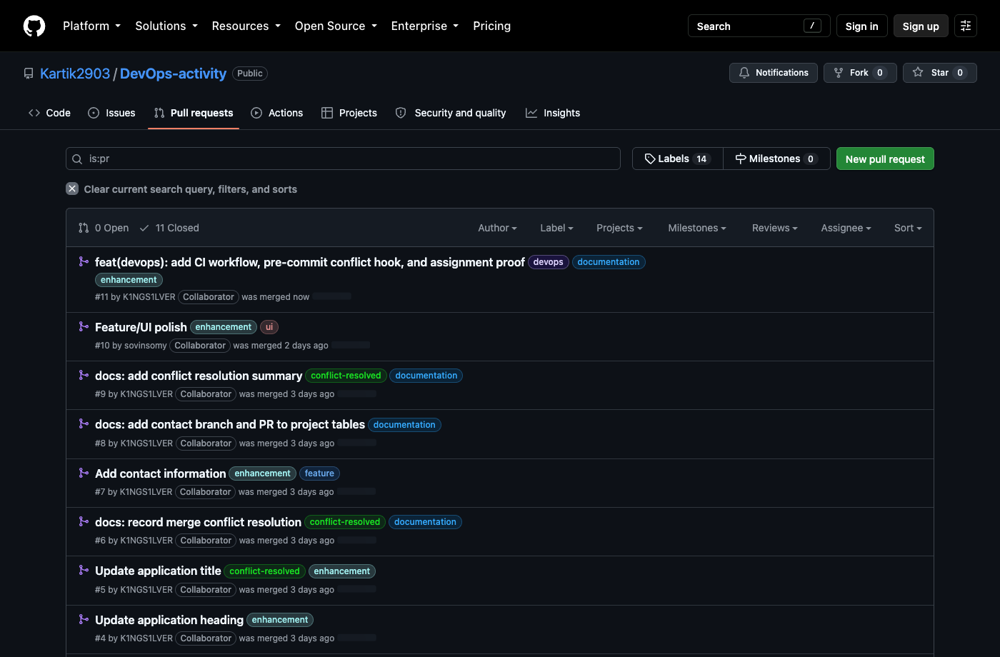 Platform Solutions Resources Open Source Enterprise Pricing Search / Sign in Sign up
Kartik2903 / DevOps-activity Public Notifications Fork 0 Star 0
Code Issues Pull requests Actions Projects Security and quality Insights
is:pr Labels 14 Milestones 0 New pull request
Clear current search query, filters, and sorts
0 Open 11 Closed Author Label Projects Milestones Reviews Assignee Sort
feat(devops): add CI workflow, pre-commit conflict hook, and assignment proof devops documentation
enhancement
#11 by K1NGS1LVER Collaborator was merged now
Feature/UI polish enhancement ui
#10 by sovinsomy Collaborator was merged 2 days ago
docs: add conflict resolution summary conflict-resolved documentation
#9 by K1NGS1LVER Collaborator was merged 3 days ago
docs: add contact branch and PR to project tables documentation
#8 by K1NGS1LVER Collaborator was merged 3 days ago
Add contact information enhancement feature
#7 by K1NGS1LVER Collaborator was merged 3 days ago
docs: record merge conflict resolution conflict-resolved documentation
#6 by K1NGS1LVER Collaborator was merged 3 days ago
Update application title conflict-resolved enhancement
#5 by K1NGS1LVER Collaborator was merged 3 days ago
Update application heading enhancement
#4 by K1NGS1LVER Collaborator was merged 3 days ago